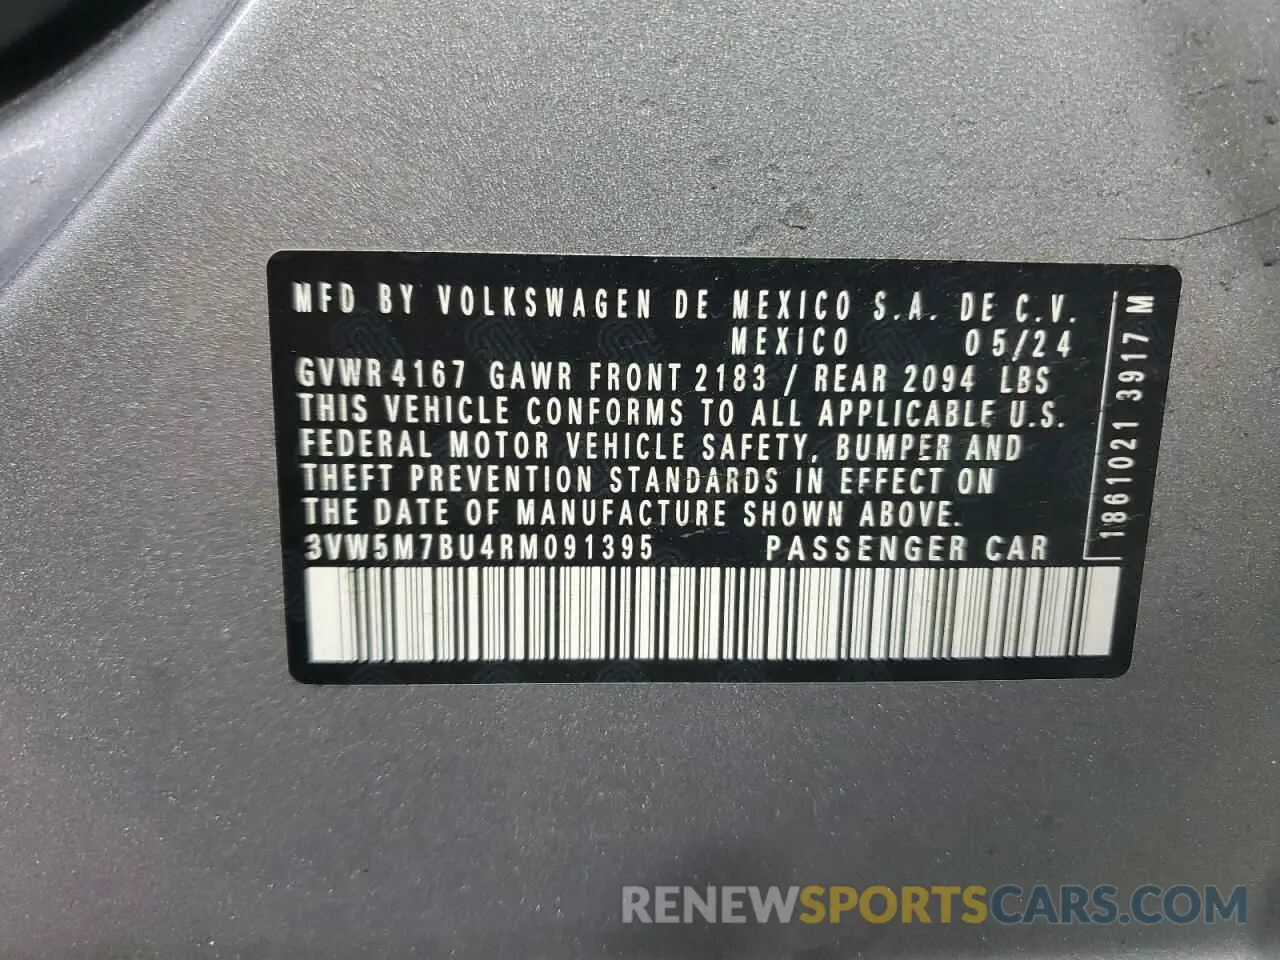 MFD BY VOLKSWAGEN DE MEXICO S.A. DE C.V.
MEXICO 05/24
GVWR 4167 GAWR FRONT 2183 / REAR 2094 LBS
THIS VEHICLE CONFORMS TO ALL APPLICABLE U.S.
FEDERAL MOTOR VEHICLE SAFETY, BUMPER AND
THEFT PREVENTION STANDARDS IN EFFECT ON
THE DATE OF MANUFACTURE SHOWN ABOVE.
3VW5M7BU4RM091395 PASSENGER CAR
1861021 3917 M
RENEWSPORTSCARS.COM